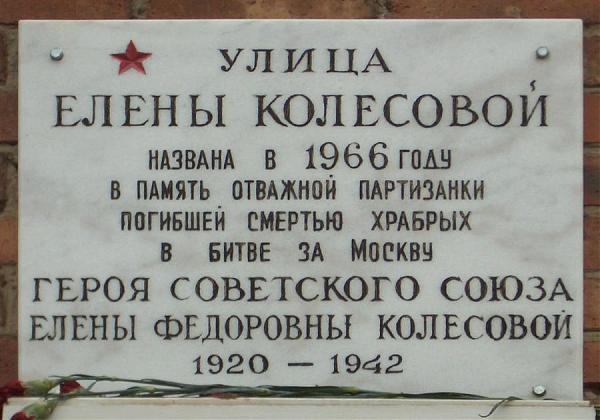 УЛИЦА
ЕЛЕНЫ КОЛЕСОВОЙ
НАЗВАНА В 1966 ГОДУ
В ПАМЯТЬ ОТВАЖНОЙ ПАРТИЗАНКИ
ПОГИБШЕЙ СМЕРТЬЮ ХРАБРЫХ
В БИТВЕ ЗА МОСКВУ
ГЕРОЯ СОВЕТСКОГО СОЮЗА
ЕЛЕНЫ ФЕДОРОВНЫ КОЛЕСОВОЙ
1920 — 1942